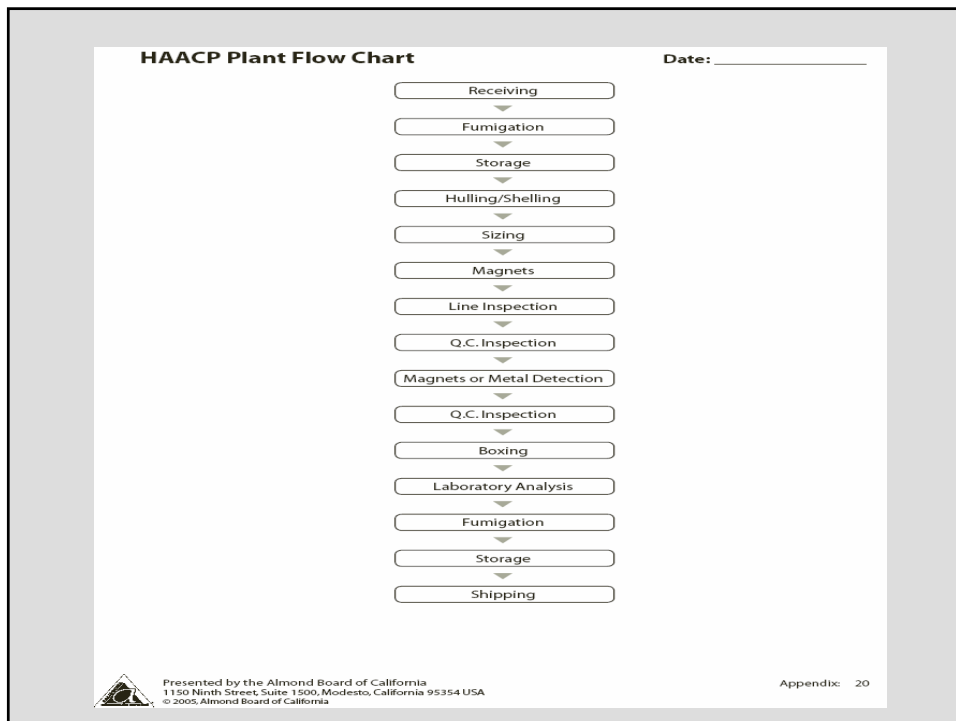 HAACP Plant Flow Chart
Date: ____________________
Receiving
Fumigation
Storage
Hulling/Shelling
Sizing
Magnets
Line Inspection
Q.C. Inspection
Magnets or Metal Detection
Q.C. Inspection
Boxing
Laboratory Analysis
Fumigation
Storage
Shipping
Presented by the Almond Board of California
1150 Ninth Street, Suite 1500, Modesto, California 95354 USA
© 2005, Almond Board of California
Appendix: 20